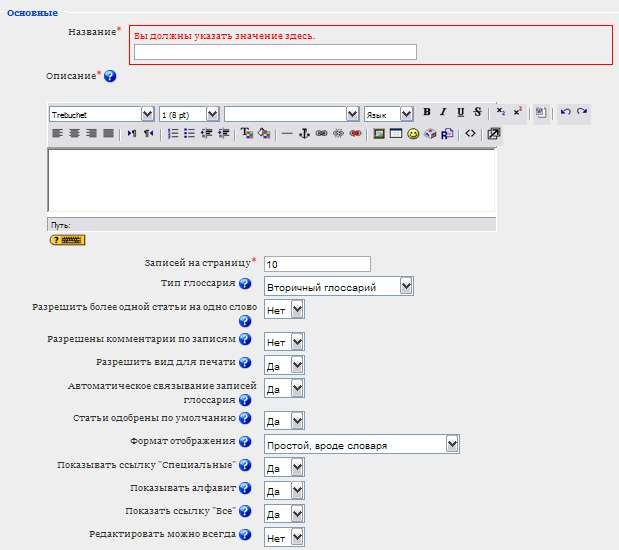 Основные
Название*
Вы должны указать значение здесь.
Описание*
Trebuchet 1 (8 pt) Язык B I U S x₂ x²
Путь:
Записей на страницу* 10
Тип глоссария Вторичный глоссарий
Разрешить более одной статьи на одно слово Нет
Разрешены комментарии по записям Нет
Разрешить вид для печати Да
Автоматическое связывание записей
глоссария Да
Статьи одобрены по умолчанию Да
Формат отображения Простой, вроде словаря
Показывать ссылку "Специальные" Да
Показывать алфавит Да
Показать ссылку "Все" Да
Редактировать можно всегда Нет